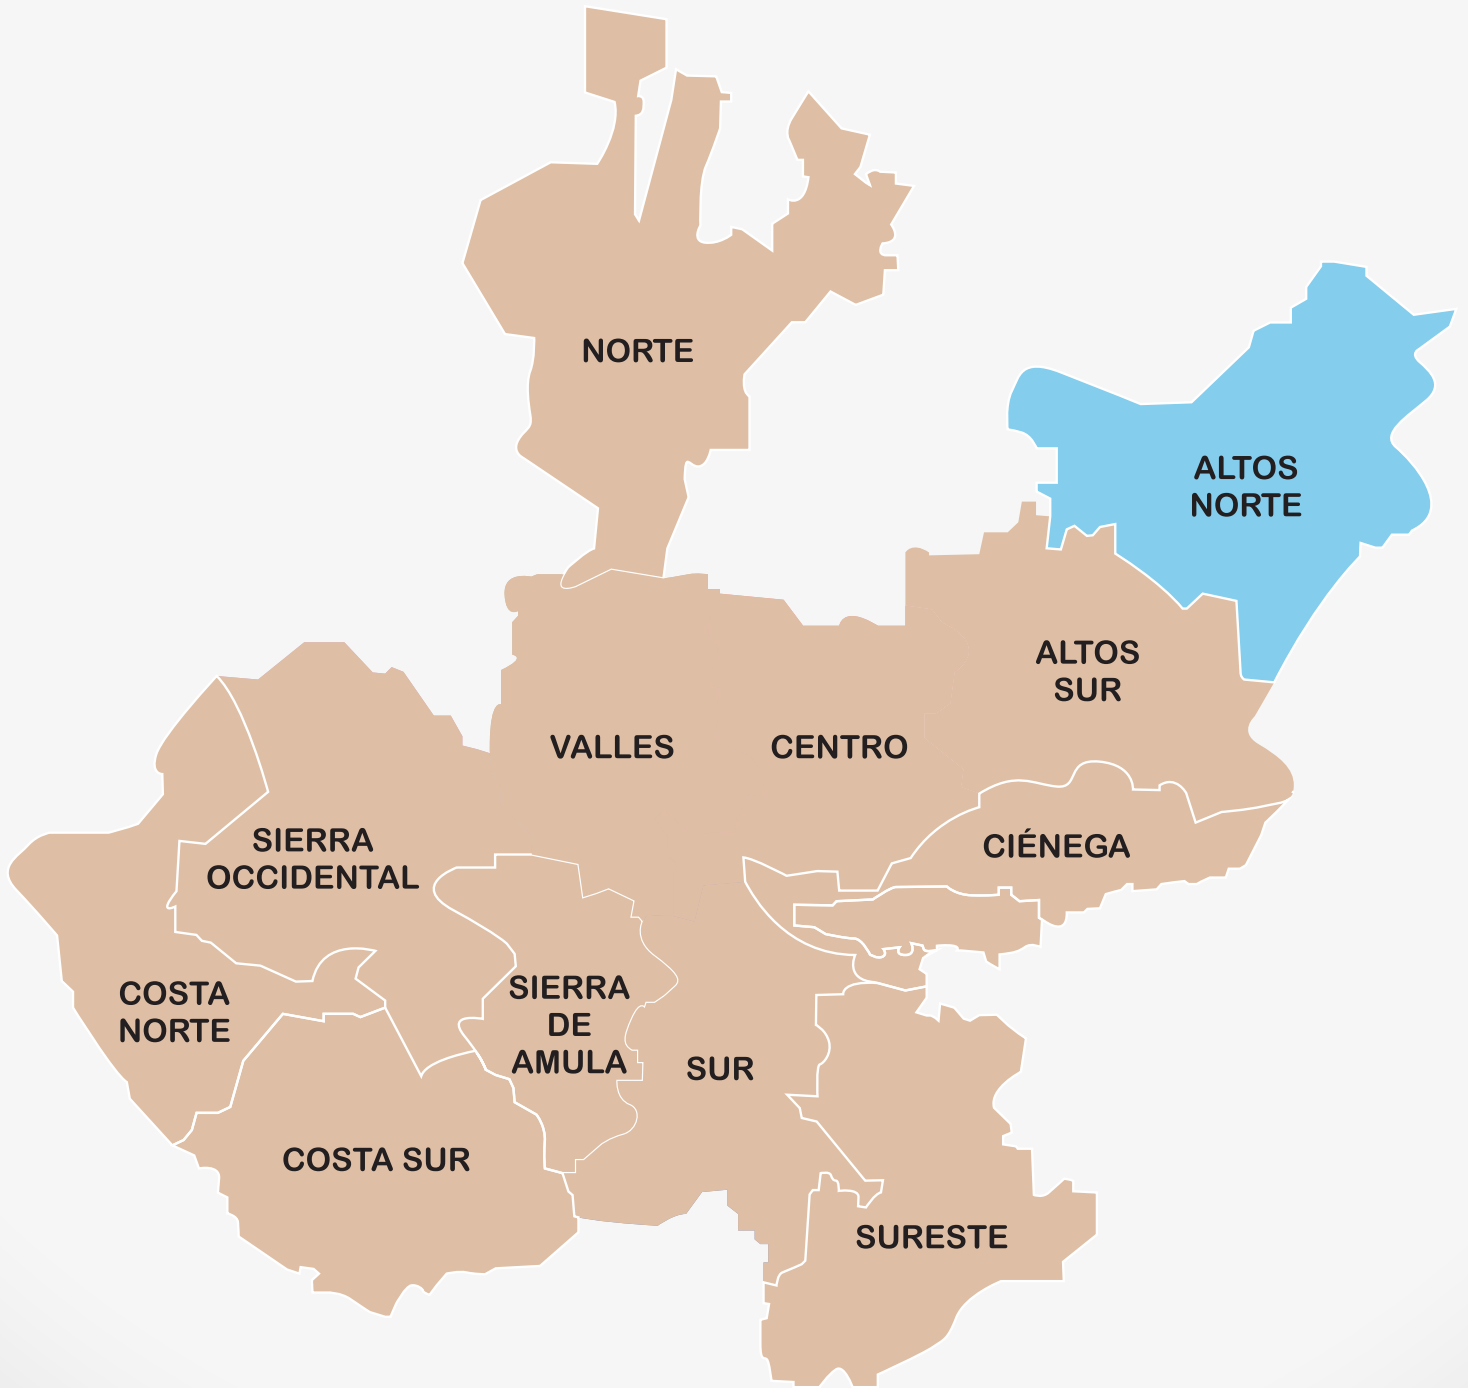 NORTE
ALTOS
NORTE
ALTOS
SUR
VALLES
CENTRO
SIERRA
OCCIDENTAL
CIÉNEGA
COSTA
NORTE
SIERRA
DE
AMULA
SUR
COSTA SUR
SURESTE